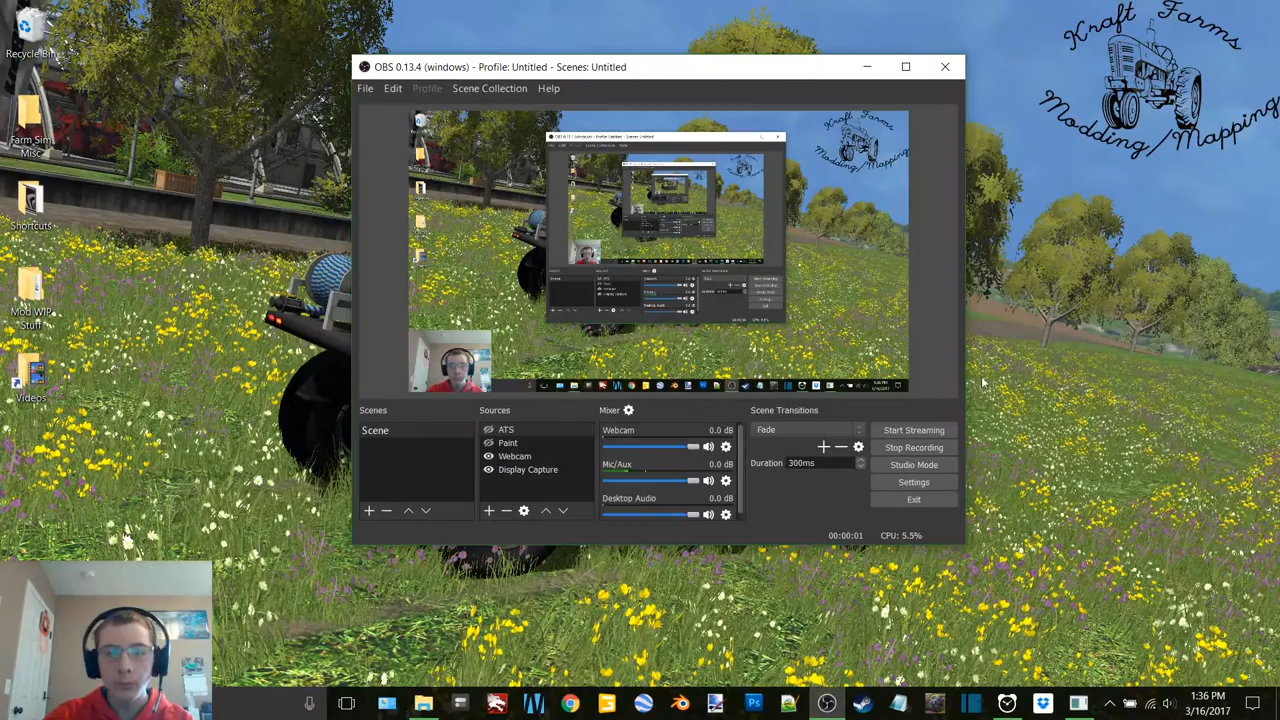 Recycle Bin
Farm Sim
Misc
Shortcuts
Mod WIP
Stuff
Videos
Kraft Farms
Modding/Mapping
OBS 0.13.4 (windows) - Profile: Untitled - Scenes: Untitled
File Edit Profile Scene Collection Help
Kraft Farms
Modding/Mapping
Scenes
Scene
Sources
ATS
Paint
Webcam
Display Capture
Mixer
Webcam 0.0 dB
Mic/Aux 0.0 dB
Desktop Audio 0.0 dB
Scene Transitions
Fade
Duration 300ms
Start Streaming
Stop Recording
Studio Mode
Settings
Exit
00:00:01 CPU: 5.5%
1:36 PM
3/16/2017